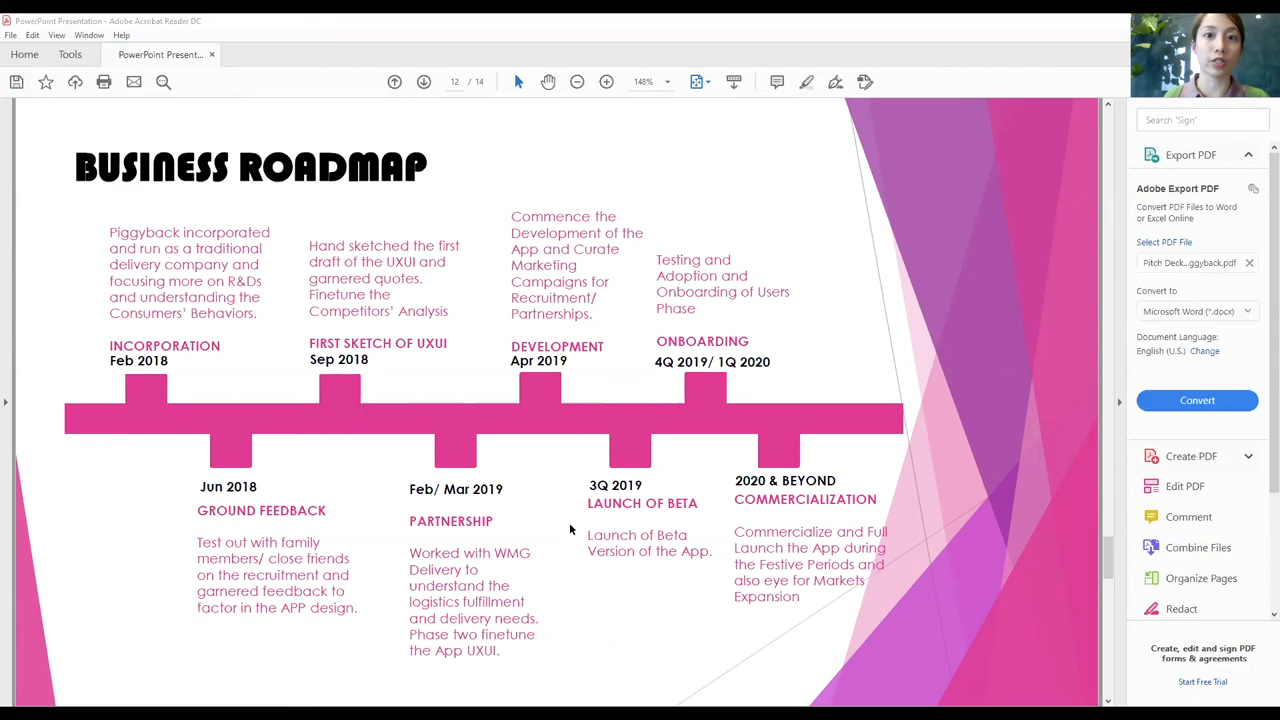 PowerPoint Presentation - Adobe Acrobat Reader DC
File Edit View Window Help
Home Tools PowerPoint Present... ×
12 / 14 148%
BUSINESS ROADMAP
Piggyback incorporated
and run as a traditional
delivery company and
focusing more on R&Ds
and understanding the
Consumers' Behaviors.
INCORPORATION
Feb 2018
Hand sketched the first
draft of the UXUI and
garnered quotes.
Finetune the
Competitors' Analysis
FIRST SKETCH OF UXUI
Sep 2018
Commence the
Development of the
App and Curate
Marketing
Campaigns for
Recruitment/
Partnerships.
DEVELOPMENT
Apr 2019
Testing and
Adoption and
Onboarding of Users
Phase
ONBOARDING
4Q 2019/ 1Q 2020
Jun 2018
GROUND FEEDBACK
Test out with family
members/ close friends
on the recruitment and
garnered feedback to
factor in the APP design.
Feb/ Mar 2019
PARTNERSHIP
Worked with WMG
Delivery to
understand the
logistics fulfillment
and delivery needs.
Phase two finetune
the App UXUI.
3Q 2019
LAUNCH OF BETA
Launch of Beta
Version of the App.
2020 & BEYOND
COMMERCIALIZATION
Commercialize and Full
Launch the App during
the Festive Periods and
also eye for Markets
Expansion
Search 'Sign'
Export PDF
Adobe Export PDF
Convert PDF Files to Word
or Excel Online
Select PDF File
Pitch Deck...ggyback.pdf
Convert to
Microsoft Word (*.docx)
Document Language:
English (U.S.) Change
Convert
Create PDF
Edit PDF
Comment
Combine Files
Organize Pages
Redact
Create, edit and sign PDF
forms & agreements
Start Free Trial